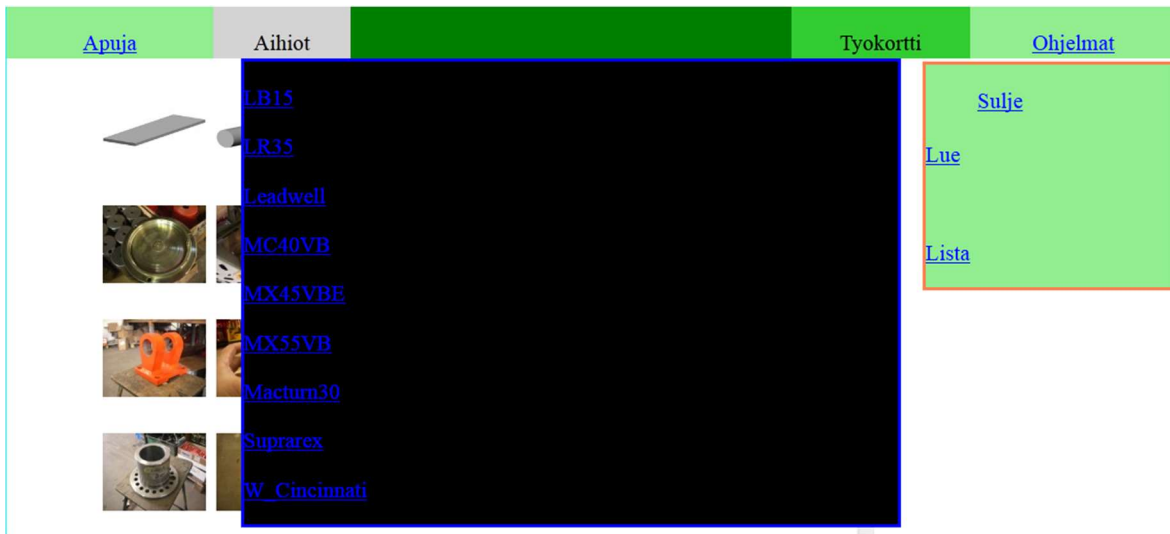 Apuja Aihiot Tyokortti Ohjelmat
LB15
LR35
Leadwell
MC40VB
MX45VBE
MX55VB
Macturn30
Suprarex
W_Cincinnati
Sulje
Lue
Lista